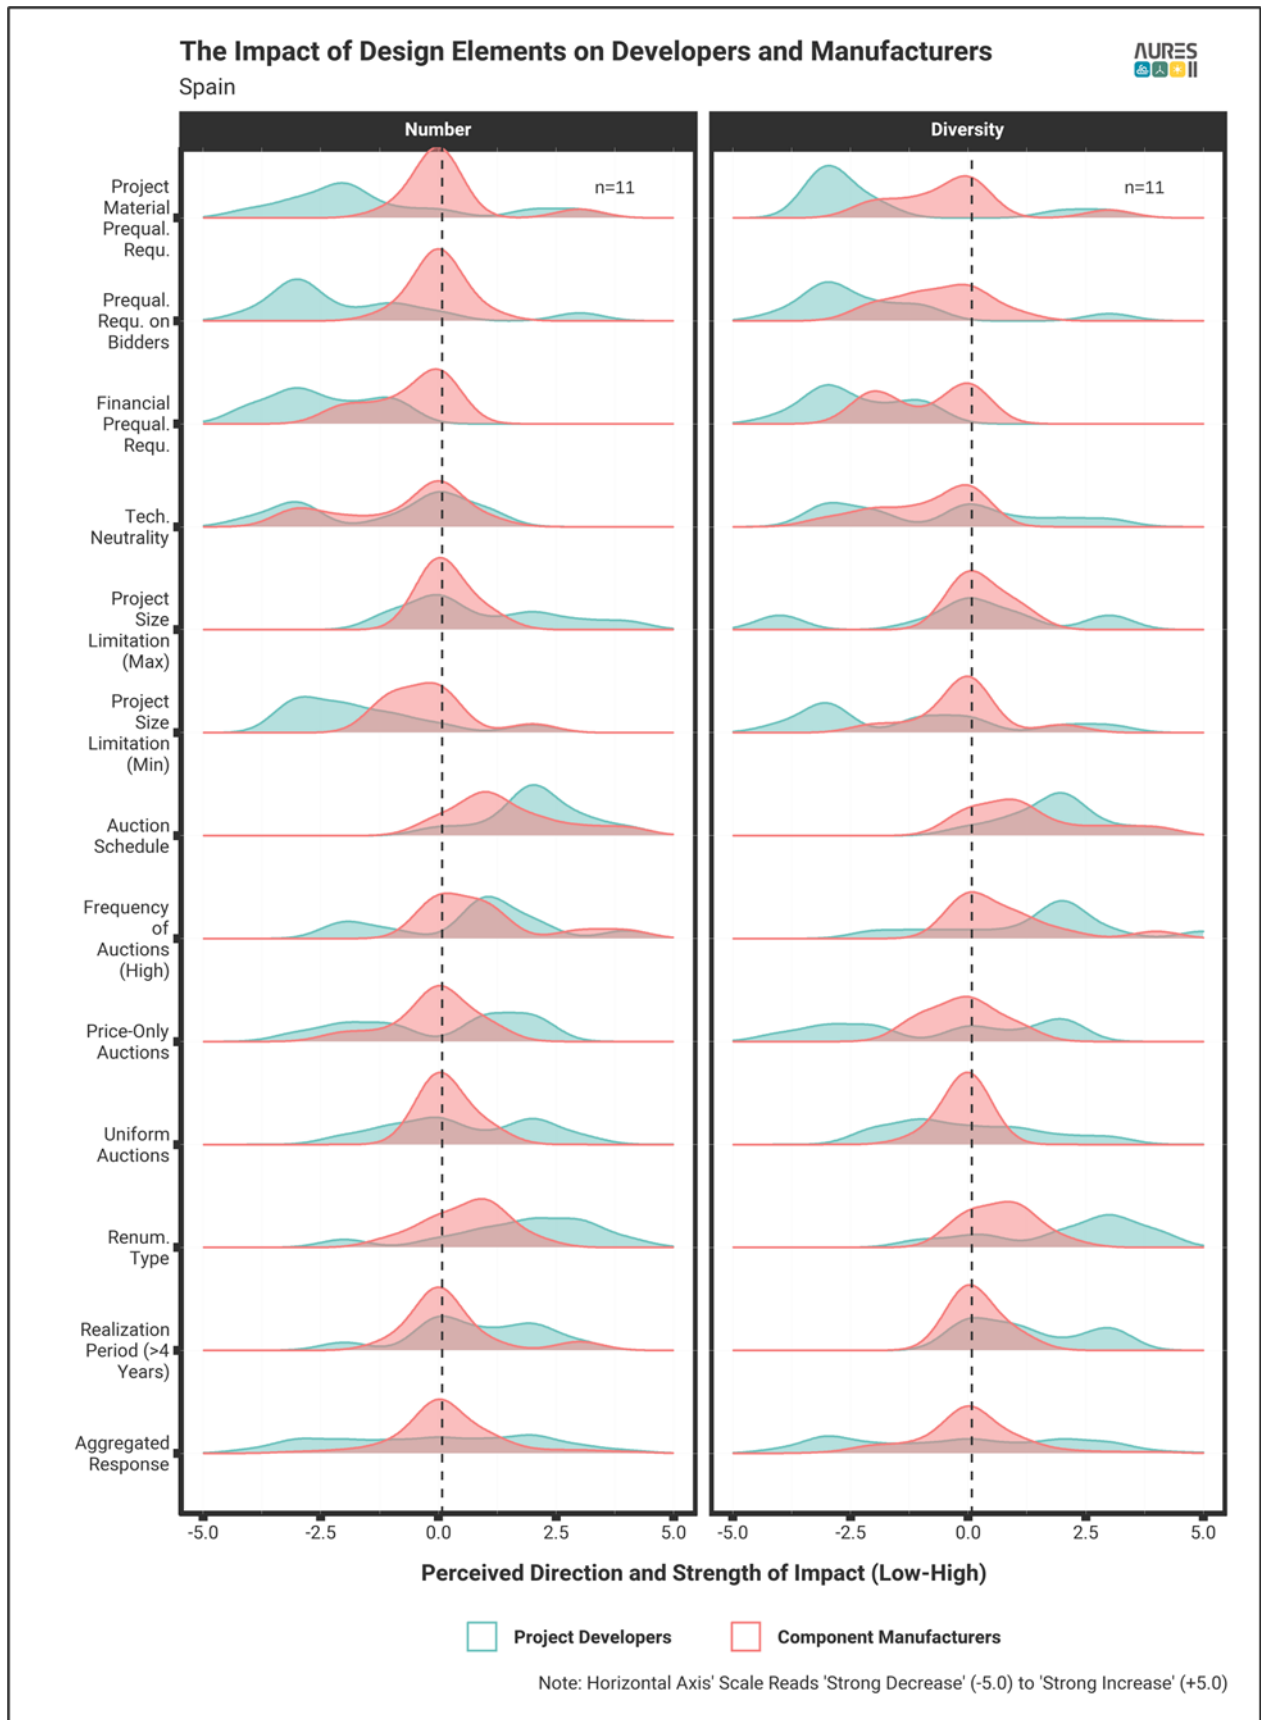 The Impact of Design Elements on Developers and Manufacturers
AURES
II
Spain
Number
Diversity
n=11
n=11
Project
Material
Prequal.
Requ.
Prequal.
Requ. on
Bidders
Financial
Prequal.
Requ.
Tech.
Neutrality
Project
Size
Limitation
(Max)
Project
Size
Limitation
(Min)
Auction
Schedule
Frequency
of
Auctions
(High)
Price-Only
Auctions
Uniform
Auctions
Renum.
Type
Realization
Period (>4
Years)
Aggregated
Response
-5.0 -2.5 0.0 2.5 5.0
-5.0 -2.5 0.0 2.5 5.0
Perceived Direction and Strength of Impact (Low-High)
Project Developers
Component Manufacturers
Note: Horizontal Axis' Scale Reads 'Strong Decrease' (-5.0) to 'Strong Increase' (+5.0)